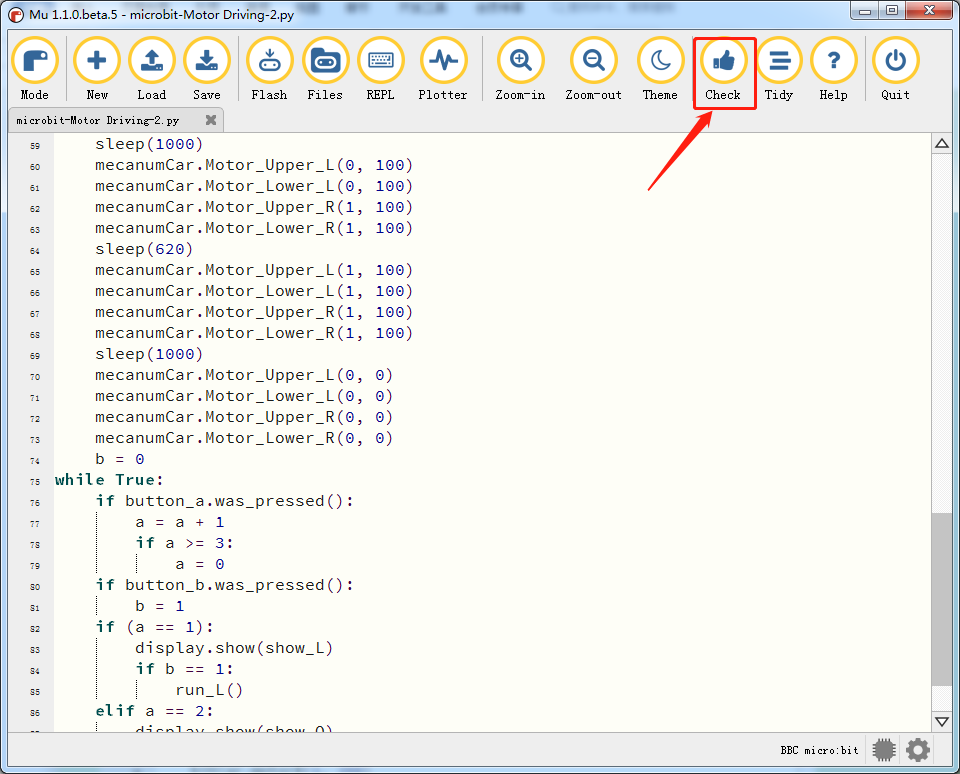 Mu 1.1.0.beta.5 - microbit-Motor Driving-2.py
Mode New Load Save Flash Files REPL Plotter Zoom-in Zoom-out Theme Check Tidy Help Quit
microbit-Motor Driving-2.py
59 sleep(1000)
60 mecanumCar.Motor_Upper_L(0, 100)
61 mecanumCar.Motor_Lower_L(0, 100)
62 mecanumCar.Motor_Upper_R(1, 100)
63 mecanumCar.Motor_Lower_R(1, 100)
64 sleep(620)
65 mecanumCar.Motor_Upper_L(1, 100)
66 mecanumCar.Motor_Lower_L(1, 100)
67 mecanumCar.Motor_Upper_R(1, 100)
68 mecanumCar.Motor_Lower_R(1, 100)
69 sleep(1000)
70 mecanumCar.Motor_Upper_L(0, 0)
71 mecanumCar.Motor_Lower_L(0, 0)
72 mecanumCar.Motor_Upper_R(0, 0)
73 mecanumCar.Motor_Lower_R(0, 0)
74 b = 0
75 while True:
76 if button_a.was_pressed():
77 a = a + 1
78 if a >= 3:
79 a = 0
80 if button_b.was_pressed():
81 b = 1
82 if (a == 1):
83 display.show(show_L)
84 if b == 1:
85 run_L()
86 elif a == 2:
display.show(show_O)
BBC micro:bit